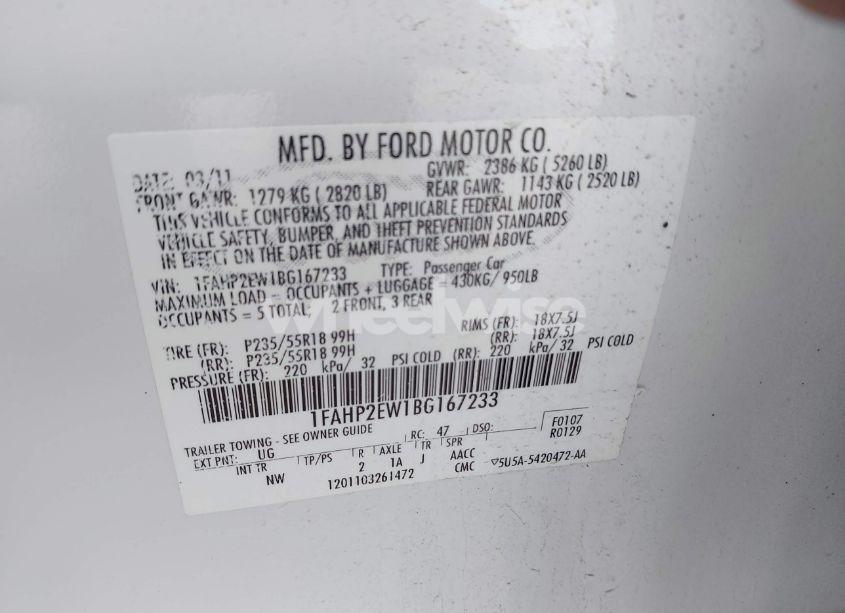 MFD. BY FORD MOTOR CO.
DATE: 03/11 GVWR: 2386 KG ( 5260 LB)
FRONT GAWR: 1279 KG ( 2820 LB) REAR GAWR: 1143 KG ( 2520 LB)
THIS VEHICLE CONFORMS TO ALL APPLICABLE FEDERAL MOTOR
VEHICLE SAFETY, BUMPER, AND THEFT PREVENTION STANDARDS
IN EFFECT ON THE DATE OF MANUFACTURE SHOWN ABOVE.
VIN: 1FAHP2EW1BG167233 TYPE: Passenger Car
MAXIMUM LOAD = OCCUPANTS + LUGGAGE = 430KG/ 950LB
OCCUPANTS = 5 TOTAL, 2 FRONT, 3 REAR
wheelwise
TIRE (FR): P235/55R18 99H RIMS (FR): 18X7.5J
(RR): P235/55R18 99H (RR): 18X7.5J
PRESSURE (FR): 220 kPa/ 32 PSI COLD (RR): 220 kPa/ 32 PSI COLD
1FAHP2EW1BG167233
TRAILER TOWING - SEE OWNER GUIDE RC: 47 DSO: F0107
EXT PNT: UG R0129
INT TR TP/PS R AXLE TR SPR
NW 2 1A J AACC
CMC ▽5U5A-5420472-AA
1201103261472